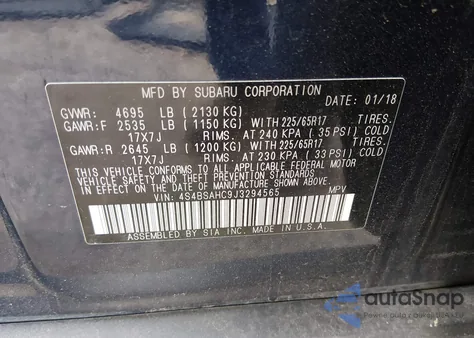 MFD BY SUBARU CORPORATION
DATE: 01/18
GVWR: 4695 LB ( 2130 KG)
GAWR:F 2535 LB ( 1150 KG) WITH 225/65R17 TIRES.
17X7J RIMS. AT 240 KPA ( 35 PSI) COLD
GAWR:R 2645 LB ( 1200 KG) WITH 225/65R17 TIRES.
17X7J RIMS. AT 230 KPA ( 33 PSI) COLD
THIS VEHICLE CONFORMS TO ALL APPLICABLE FEDERAL MOTOR
VEHICLE SAFETY AND THEFT PREVENTION STANDARDS
IN EFFECT ON THE DATE OF MANUFACTURE SHOWN ABOVE.
VIN: 4S4BSAHC9J3294565 MPV
ASSEMBLED BY SIA INC. MADE IN U.S.A.
autoSnap